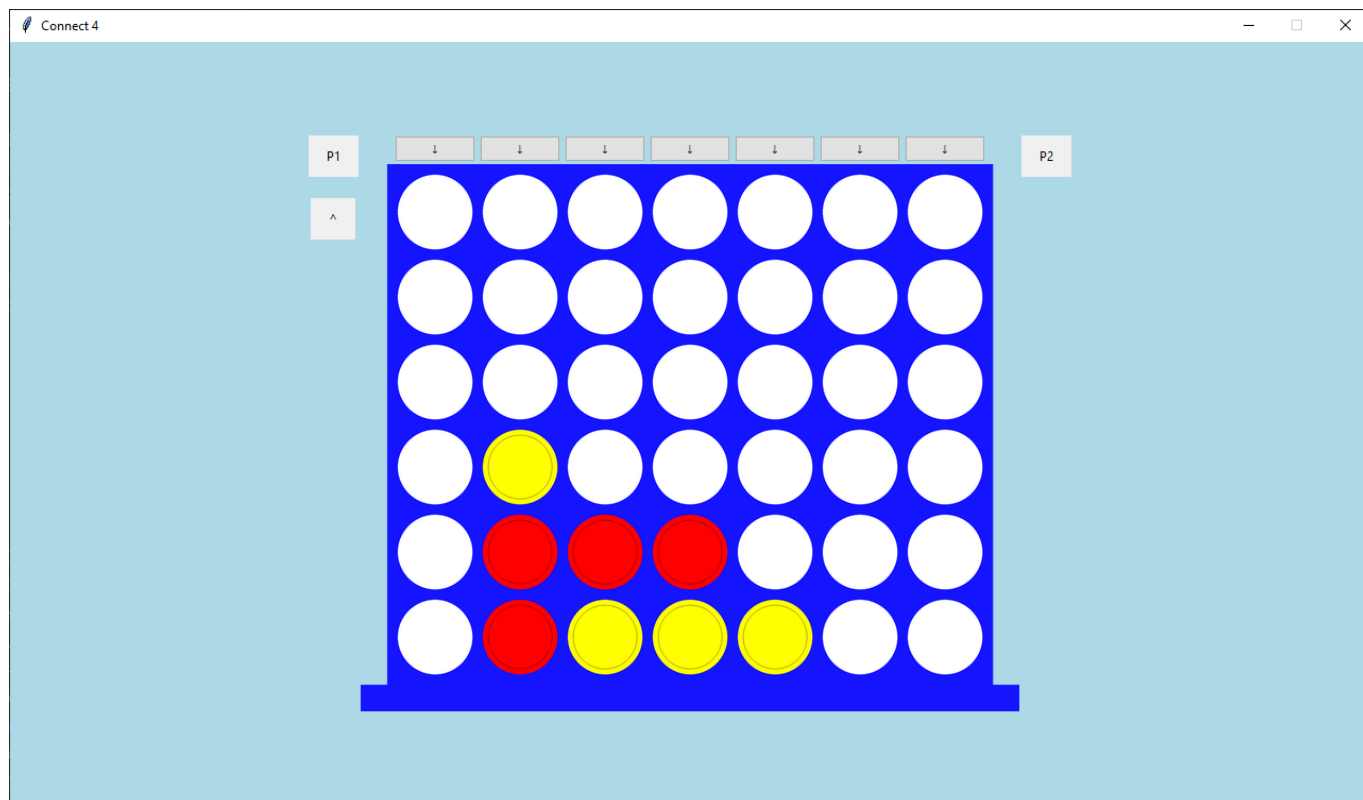 Connect 4
P1 ↓ ↓ ↓ ↓ ↓ ↓ ↓ P2
^